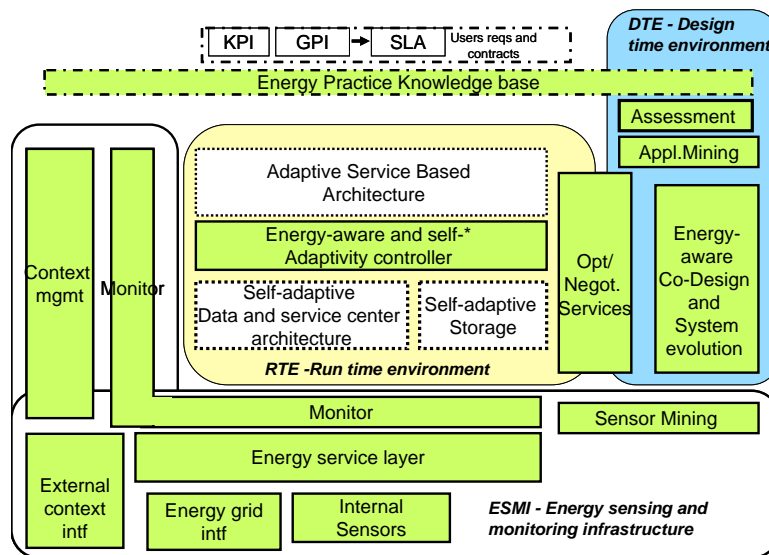 DTE - Design
time environment
KPI
GPI
SLA
Users reqs and
contracts
Energy Practice Knowledge base
Assessment
Appl.Mining
Adaptive Service Based
Architecture
Energy-aware and self-*
Adaptivity controller
Context
mgmt
Monitor
Opt/
Negot.
Services
Energy-
aware
Co-Design
and
System
evolution
Self-adaptive
Data and service center
architecture
Self-adaptive
Storage
RTE -Run time environment
Monitor
Sensor Mining
Energy service layer
External
context
intf
Energy grid
intf
Internal
Sensors
ESMI - Energy sensing and
monitoring infrastructure